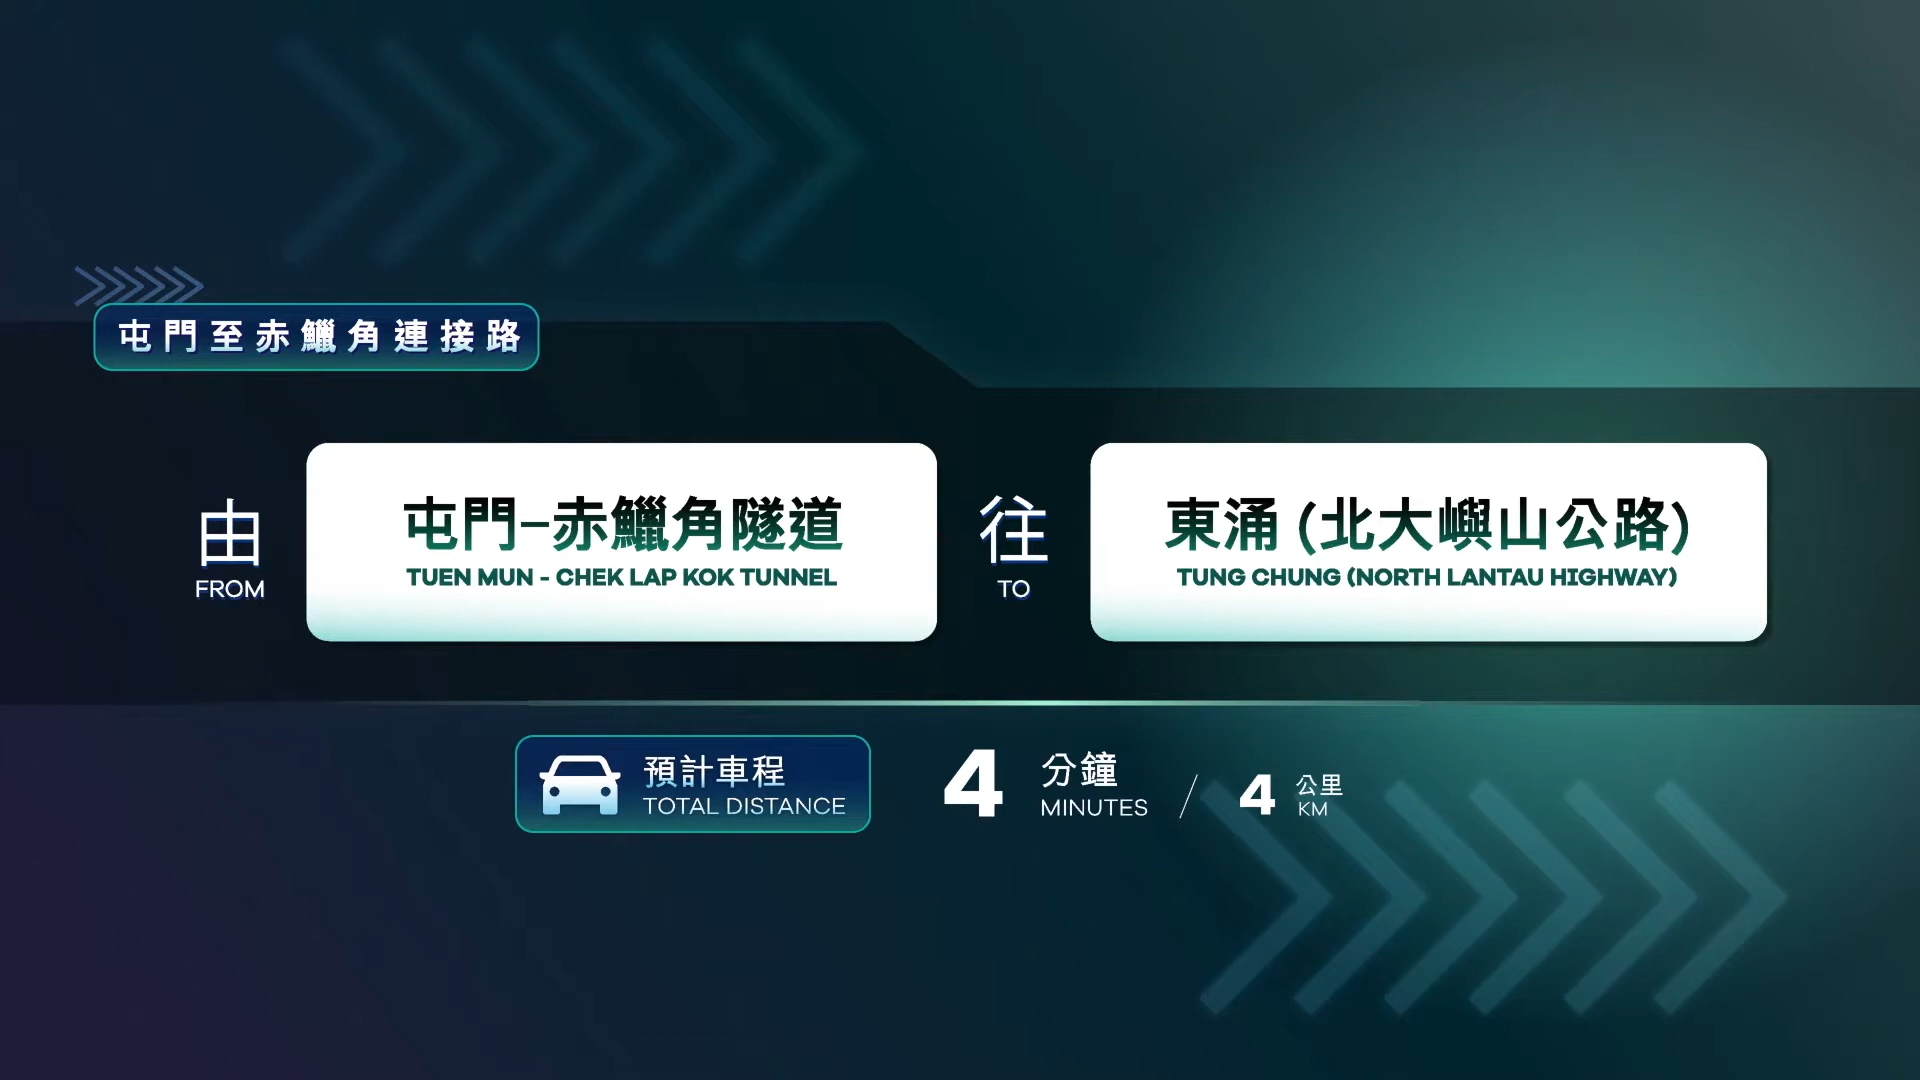 屯門至赤鱲角連接路
由
FROM
屯門–赤鱲角隧道
TUEN MUN - CHEK LAP KOK TUNNEL
往
TO
東涌 (北大嶼山公路)
TUNG CHUNG (NORTH LANTAU HIGHWAY)
預計車程
TOTAL DISTANCE
4 分鐘
MINUTES
/
4 公里
KM